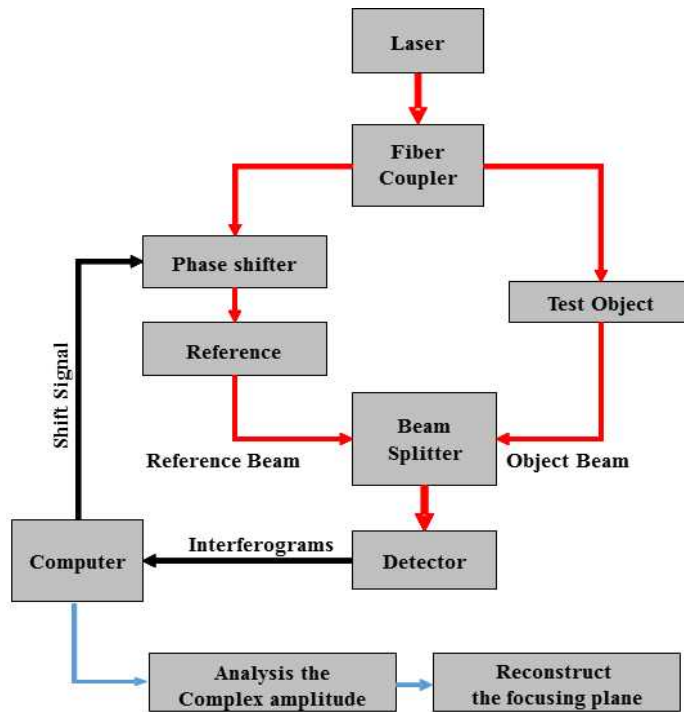 Laser
Fiber
Coupler
Phase shifter
Test Object
Reference
Shift Signal
Beam
Splitter
Reference Beam
Object Beam
Interferograms
Computer
Detector
Analysis the
Complex amplitude
Reconstruct
the focusing plane